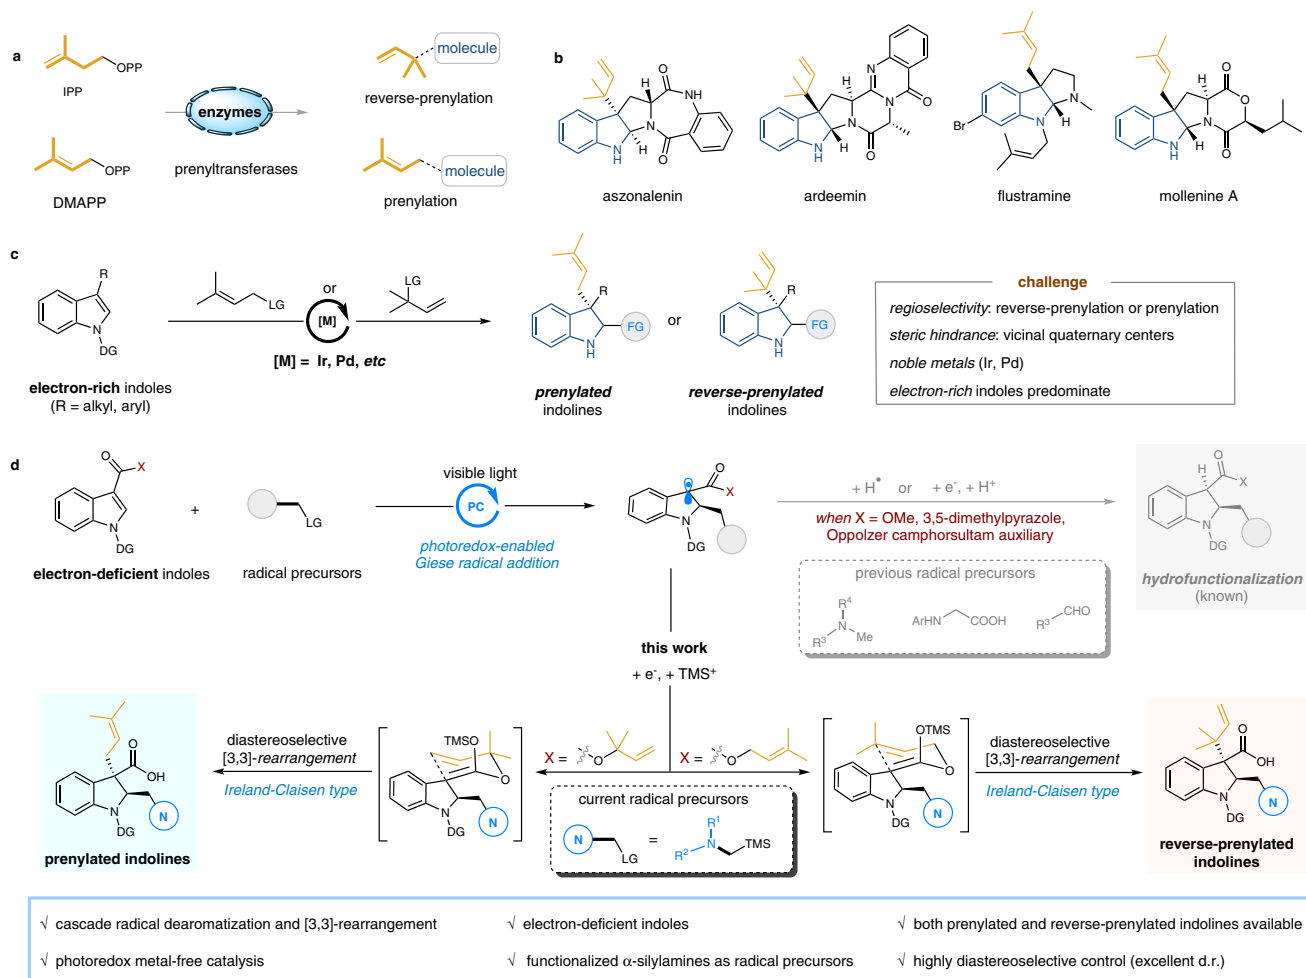 a
OPP
IPP
OPP
DMAPP
enzymes
prenyltransferases
molecule
reverse-prenylation
molecule
prenylation
b
H
O
NH
N
N
H
H
O
aszonalenin
H
N
N
O
N
N
H
H
O
ardeemin
Br
N
N
H
flustramine
H
O
O
N
N
H
H
O
mollenine A
c
R
N
DG
electron-rich indoles
(R = alkyl, aryl)
LG
or
LG
[M]
[M] = Ir, Pd, etc
R
FG
N
H
prenylated
indolines
or
R
FG
N
H
reverse-prenylated
indolines
challenge
regioselectivity: reverse-prenylation or prenylation
steric hindrance: vicinal quaternary centers
noble metals (Ir, Pd)
electron-rich indoles predominate
d
O
X
N
DG
electron-deficient indoles
+
LG
radical precursors
visible light
PC
photoredox-enabled
Giese radical addition
O
X
N
DG
+ H• or + e-, + H+
when X = OMe, 3,5-dimethylpyrazole,
Oppolzer camphorsultam auxiliary
previous radical precursors
R4
N
R3
Me
ArHN
COOH
R3
CHO
H
O
X
N
DG
hydrofunctionalization
(known)
this work
+ e-, + TMS+
O
OH
N
DG
N
prenylated indolines
diastereoselective
[3,3]-rearrangement
Ireland-Claisen type
TMSO
O
N
DG
N
X =
O
X =
O
current radical precursors
N
LG
=
R1
N
R2
TMS
OTMS
O
N
DG
N
diastereoselective
[3,3]-rearrangement
Ireland-Claisen type
O
OH
N
DG
N
reverse-prenylated
indolines
√ cascade radical dearomatization and [3,3]-rearrangement
√ electron-deficient indoles
√ both prenylated and reverse-prenylated indolines available
√ photoredox metal-free catalysis
√ functionalized α-silylamines as radical precursors
√ highly diastereoselective control (excellent d.r.)